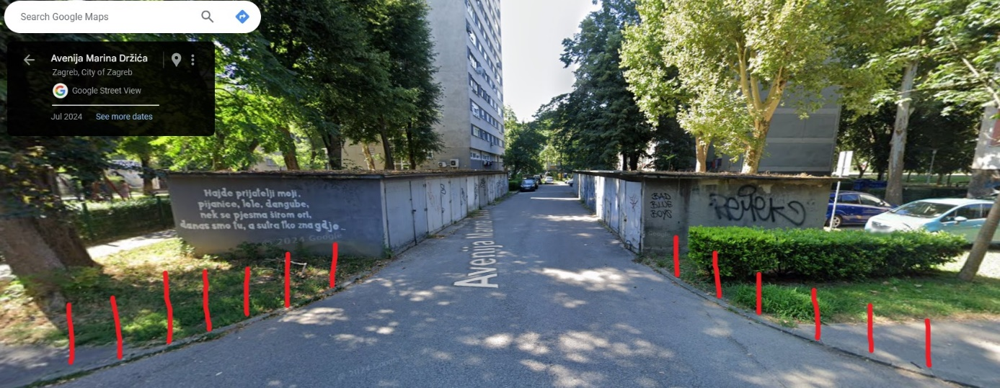 Search Google Maps
Avenija Marina Držića
Zagreb, City of Zagreb
Google Street View
Jul 2024 See more dates
Hajde prijatelji moji,
pijanice, lole, dangube,
nek se pjesma širom ori,
danas smo tu, a sutra tko zna gdje...
2024 Google
BAD
BLUE
BOYS
Avenija Marina
© 2024 Google